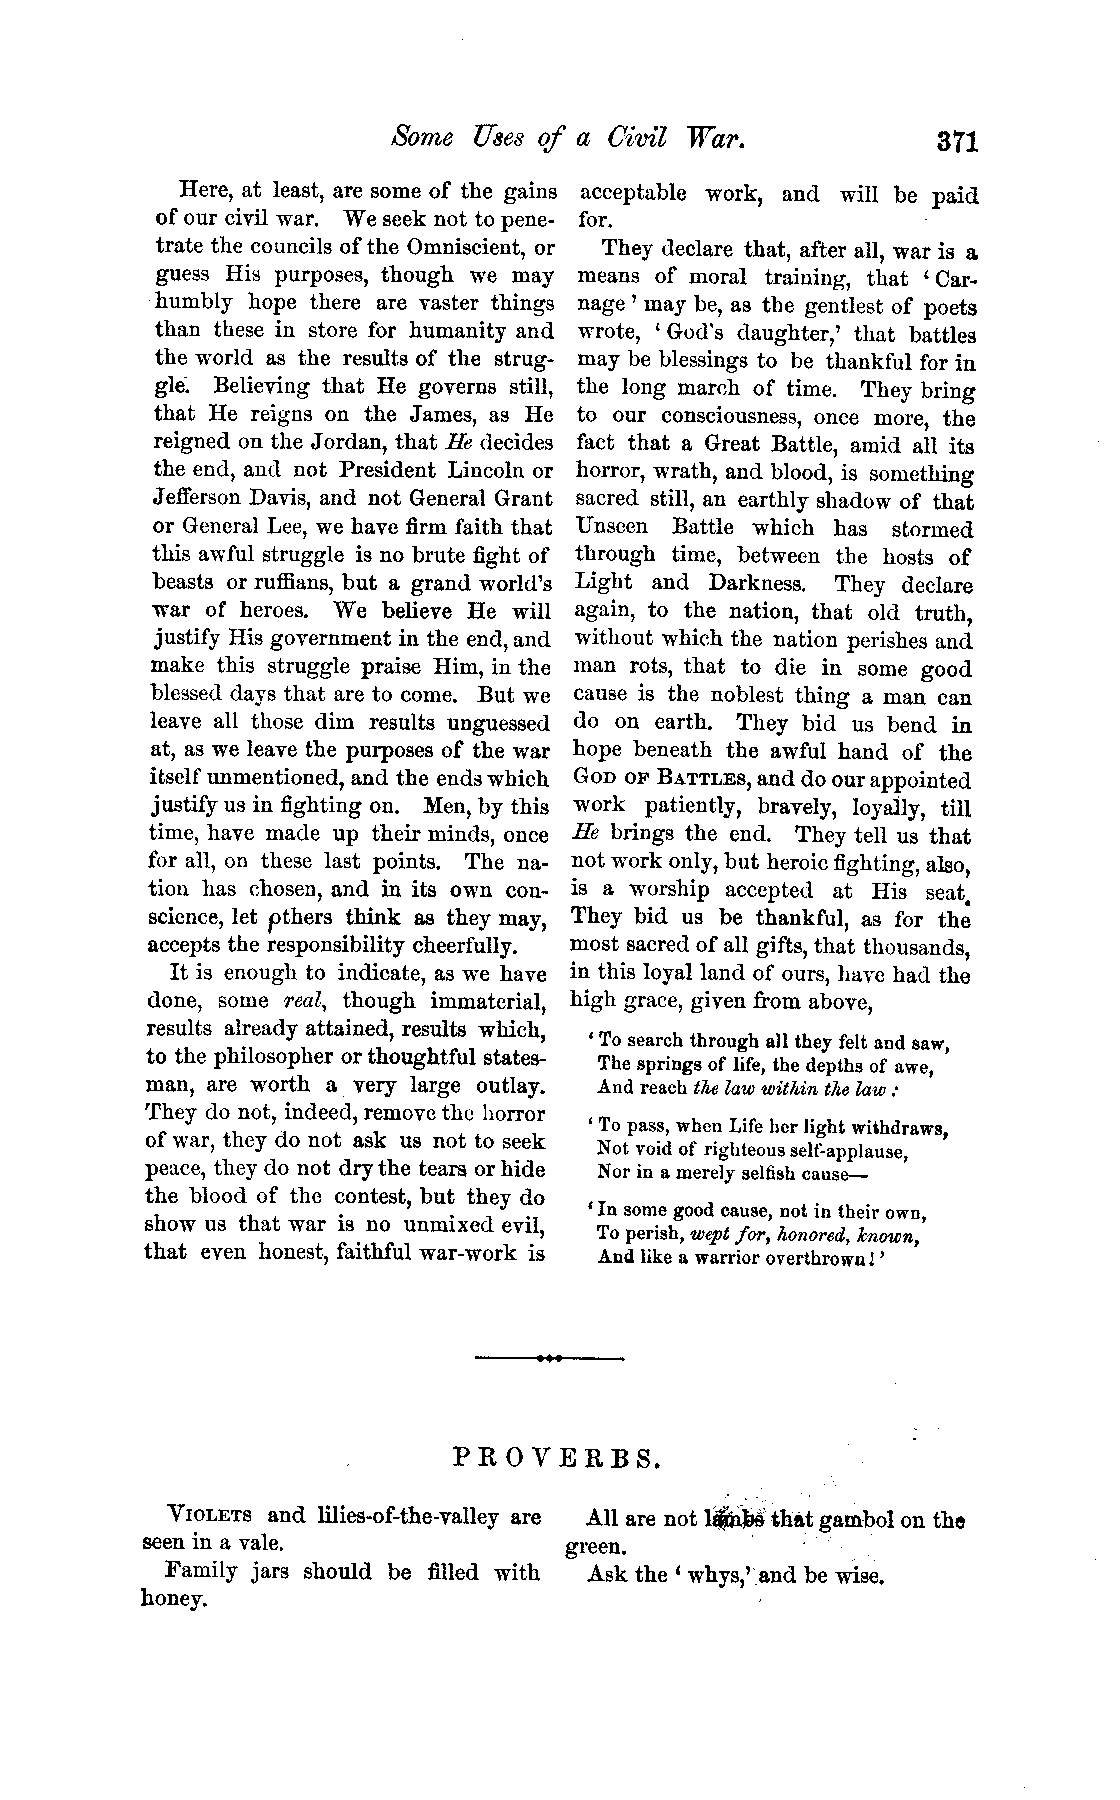 Some Uses of a Civil War.
371
Here, at least, are some of the gains
of our civil war. We seek not to pene-
trate the councils of the Omniscient, or
guess His purposes, though we may
humbly hope there are vaster things
than these in store for humanity and
the world as the results of the strug-
gle. Believing that He governs still,
that He reigns on the James, as He
reigned on the Jordan, that He decides
the end, and not President Lincoln or
Jefferson Davis, and not General Grant
or General Lee, we have firm faith that
this awful struggle is no brute fight of
beasts or ruffians, but a grand world's
war of heroes. We believe He will
justify His government in the end, and
make this struggle praise Him, in the
blessed days that are to come. But we
leave all those dim results unguessed
at, as we leave the purposes of the war
itself unmentioned, and the ends which
justify us in fighting on. Men, by this
time, have made up their minds, once
for all, on these last points. The na-
tion has chosen, and in its own con-
science, let others think as they may,
accepts the responsibility cheerfully.
It is enough to indicate, as we have
done, some real, though immaterial,
results already attained, results which,
to the philosopher or thoughtful states-
man, are worth a very large outlay.
They do not, indeed, remove the horror
of war, they do not ask us not to seek
peace, they do not dry the tears or hide
the blood of the contest, but they do
show us that war is no unmixed evil,
that even honest, faithful war-work is
acceptable work, and will be paid
for.
They declare that, after all, war is a
means of moral training, that ‘Car-
nage’ may be, as the gentlest of poets
wrote, ‘God's daughter,’ that battles
may be blessings to be thankful for in
the long march of time. They bring
to our consciousness, once more, the
fact that a Great Battle, amid all its
horror, wrath, and blood, is something
sacred still, an earthly shadow of that
Unseen Battle which has stormed
through time, between the hosts of
Light and Darkness. They declare
again, to the nation, that old truth,
without which the nation perishes and
man rots, that to die in some good
cause is the noblest thing a man can
do on earth. They bid us bend in
hope beneath the awful hand of the
GOD OF BATTLES, and do our appointed
work patiently, bravely, loyally, till
He brings the end. They tell us that
not work only, but heroic fighting, also,
is a worship accepted at His seat.
They bid us be thankful, as for the
most sacred of all gifts, that thousands,
in this loyal land of ours, have had the
high grace, given from above,
‘To search through all they felt and saw,
The springs of life, the depths of awe,
And reach the law within the law:
‘To pass, when Life her light withdraws,
Not void of righteous self-applause,
Nor in a merely selfish cause—
‘In some good cause, not in their own,
To perish, wept for, honored, known,
And like a warrior overthrown!’
PROVERBS.
VIOLETS and lilies-of-the-valley are
seen in a vale.
Family jars should be filled with
honey.
All are not lambs that gambol on the
green.
Ask the ‘whys,’ and be wise.